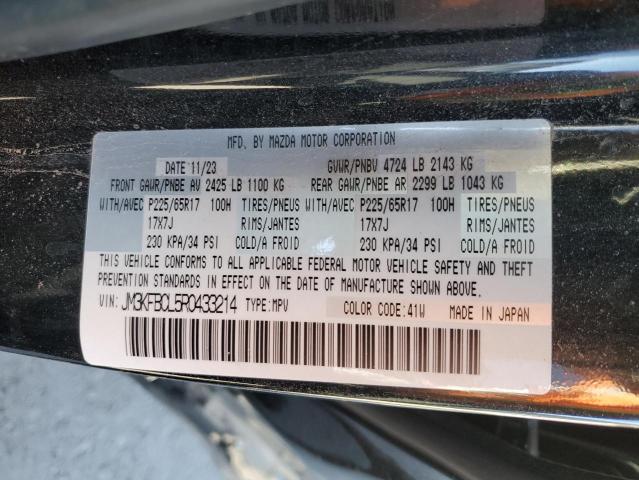 MFD. BY MAZDA MOTOR CORPORATION
DATE 11/23 GVWR/PNBV 4724 LB 2143 KG
FRONT GAWR/PNBE AV 2425 LB 1100 KG REAR GAWR/PNBE AR 2299 LB 1043 KG
WITH/AVEC P225/65R17 100H TIRES/PNEUS WITH/AVEC P225/65R17 100H TIRES/PNEUS
17X7J RIMS/JANTES 17X7J RIMS/JANTES
230 KPA/34 PSI COLD/A FROID 230 KPA/34 PSI COLD/A FROID
THIS VEHICLE CONFORMS TO ALL APPLICABLE FEDERAL MOTOR VEHICLE SAFETY AND THEFT
PREVENTION STANDARDS IN EFFECT ON THE DATE OF MANUFACTURE SHOWN ABOVE.
VIN: JM3KFBCL5R0433214 TYPE: MPV COLOR CODE: 41W MADE IN JAPAN